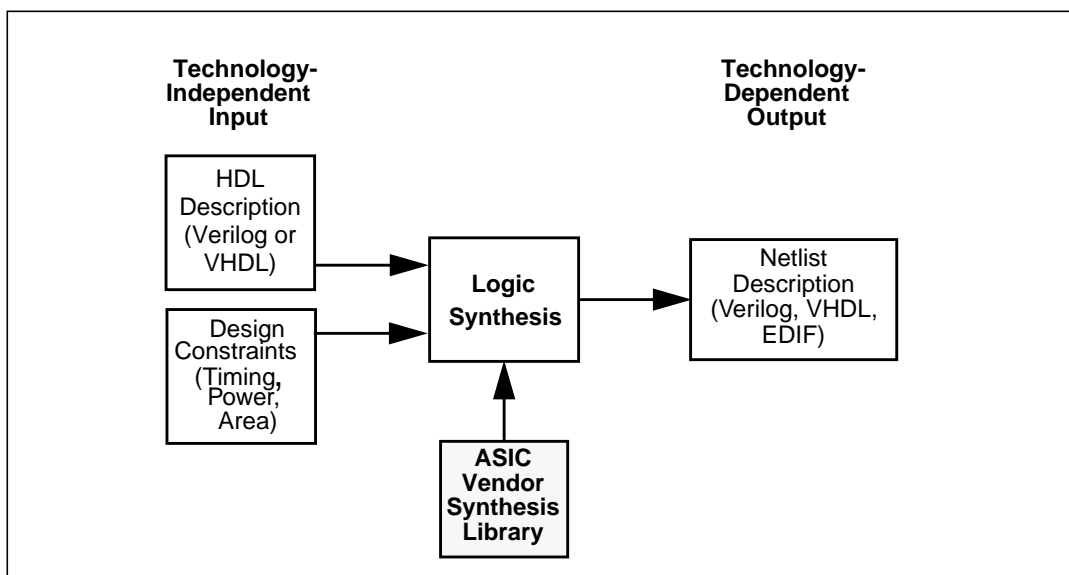 Technology-
Independent
Input
Technology-
Dependent
Output
HDL
Description
(Verilog or
VHDL)
Design
Constraints
(Timing,
Power,
Area)
Logic
Synthesis
ASIC
Vendor
Synthesis
Library
Netlist
Description
(Verilog, VHDL,
EDIF)